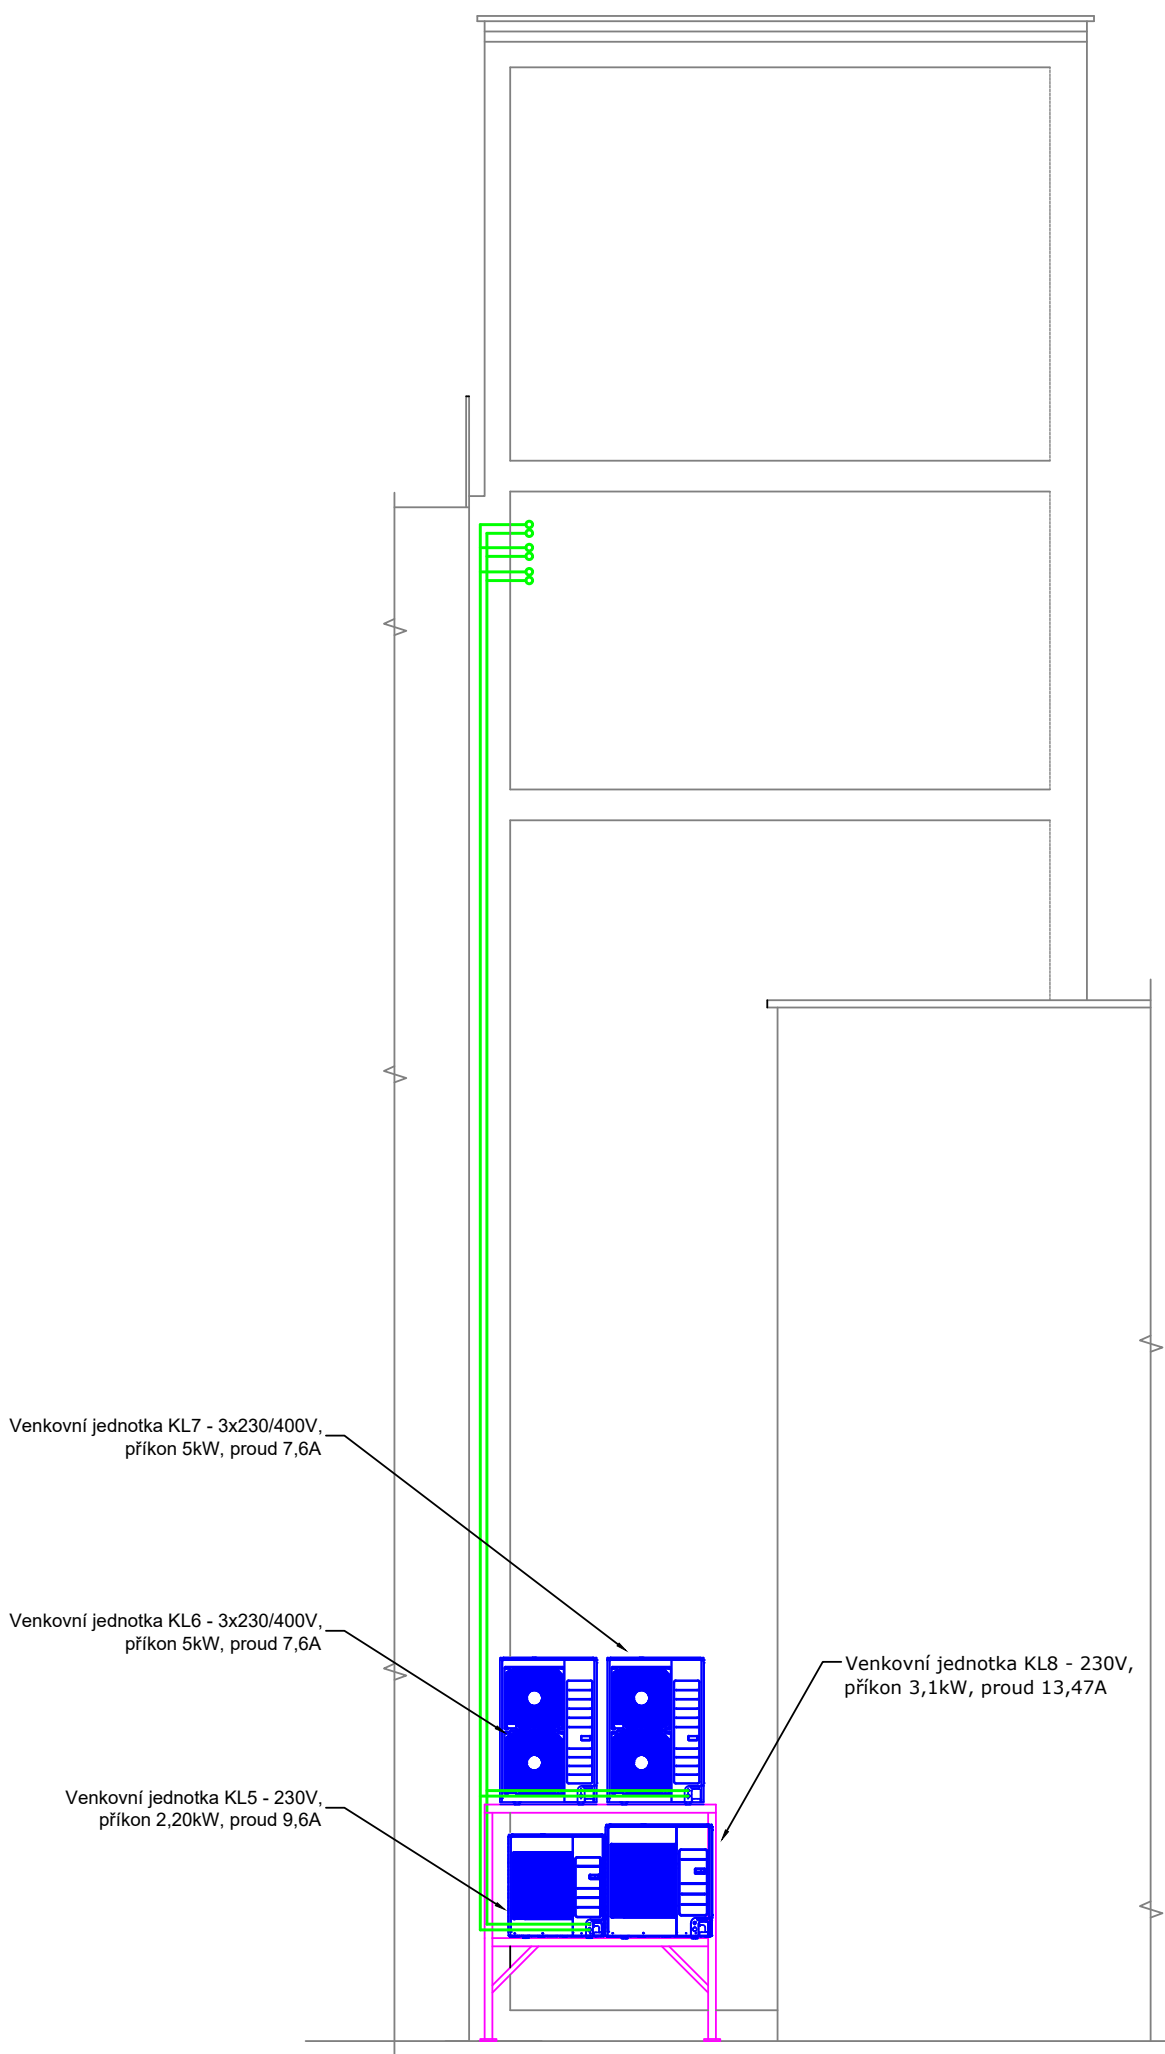 Venkovní jednotka KL7 - 3x230/400V,
příkon 5kW, proud 7,6A
Venkovní jednotka KL6 - 3x230/400V,
příkon 5kW, proud 7,6A
Venkovní jednotka KL8 - 230V,
příkon 3,1kW, proud 13,47A
Venkovní jednotka KL5 - 230V,
příkon 2,20kW, proud 9,6A